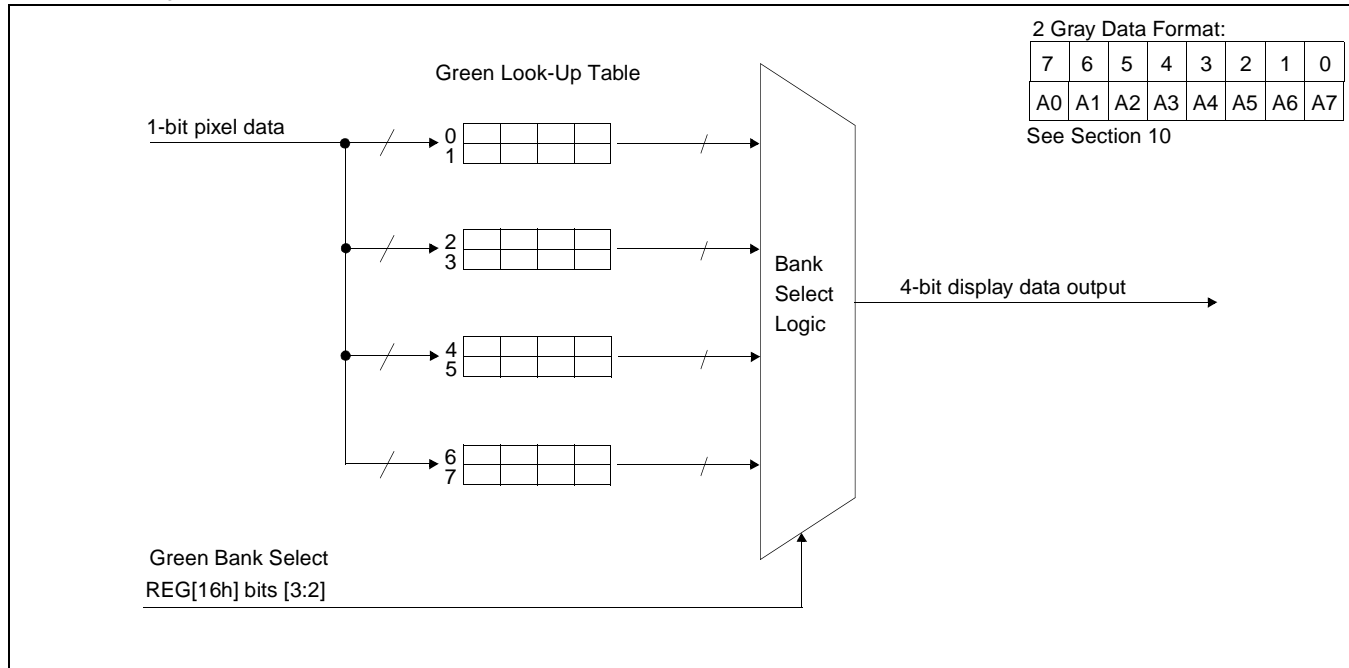 2 Gray Data Format:
7 6 5 4 3 2 1 0
A0 A1 A2 A3 A4 A5 A6 A7
See Section 10
Green Look-Up Table
1-bit pixel data
0
1
2
3
4
5
6
7
Bank
Select
Logic
4-bit display data output
Green Bank Select
REG[16h] bits [3:2]